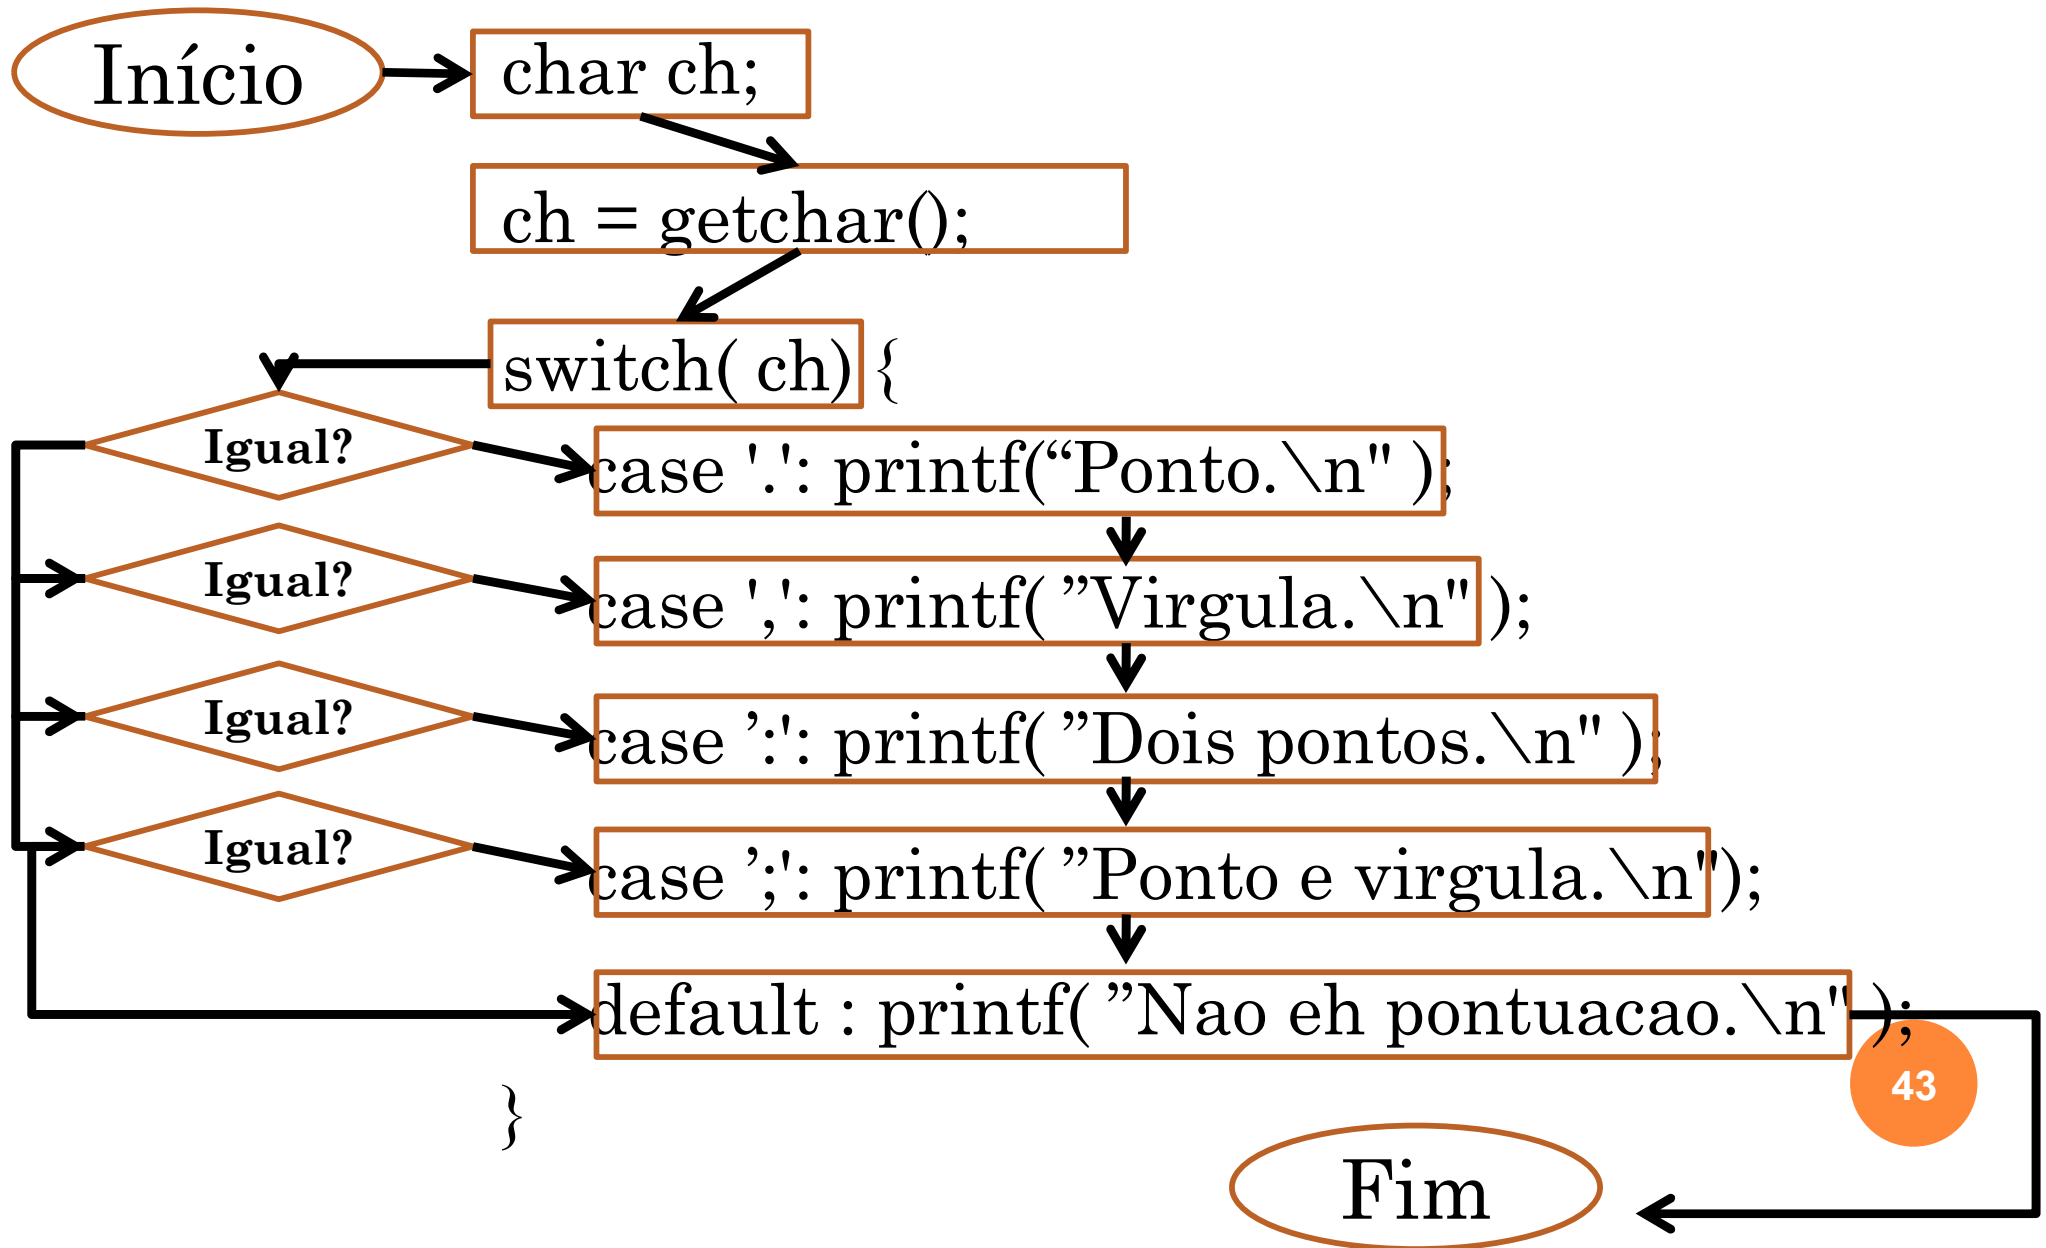 Início
char ch;
ch = getchar();
switch( ch) {
Igual?
case '.': printf(“Ponto.\n" );
Igual?
case ',': printf( ”Virgula.\n" );
Igual?
case ’:': printf( ”Dois pontos.\n" );
Igual?
case ’;': printf( ”Ponto e virgula.\n");
default : printf( ”Nao eh pontuacao.\n" );
43
}
Fim